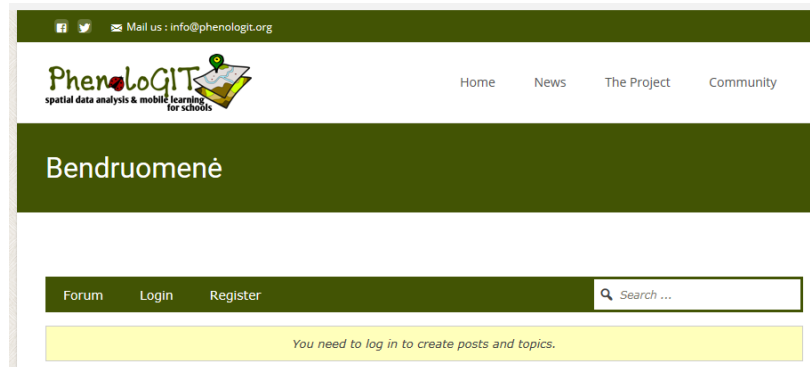 Mail us : info@phenologit.org
PhenoloGIT
spatial data analysis & mobile learning
for schools
Home News The Project Community
Bendruomenė
Forum Login Register Search ...
You need to log in to create posts and topics.